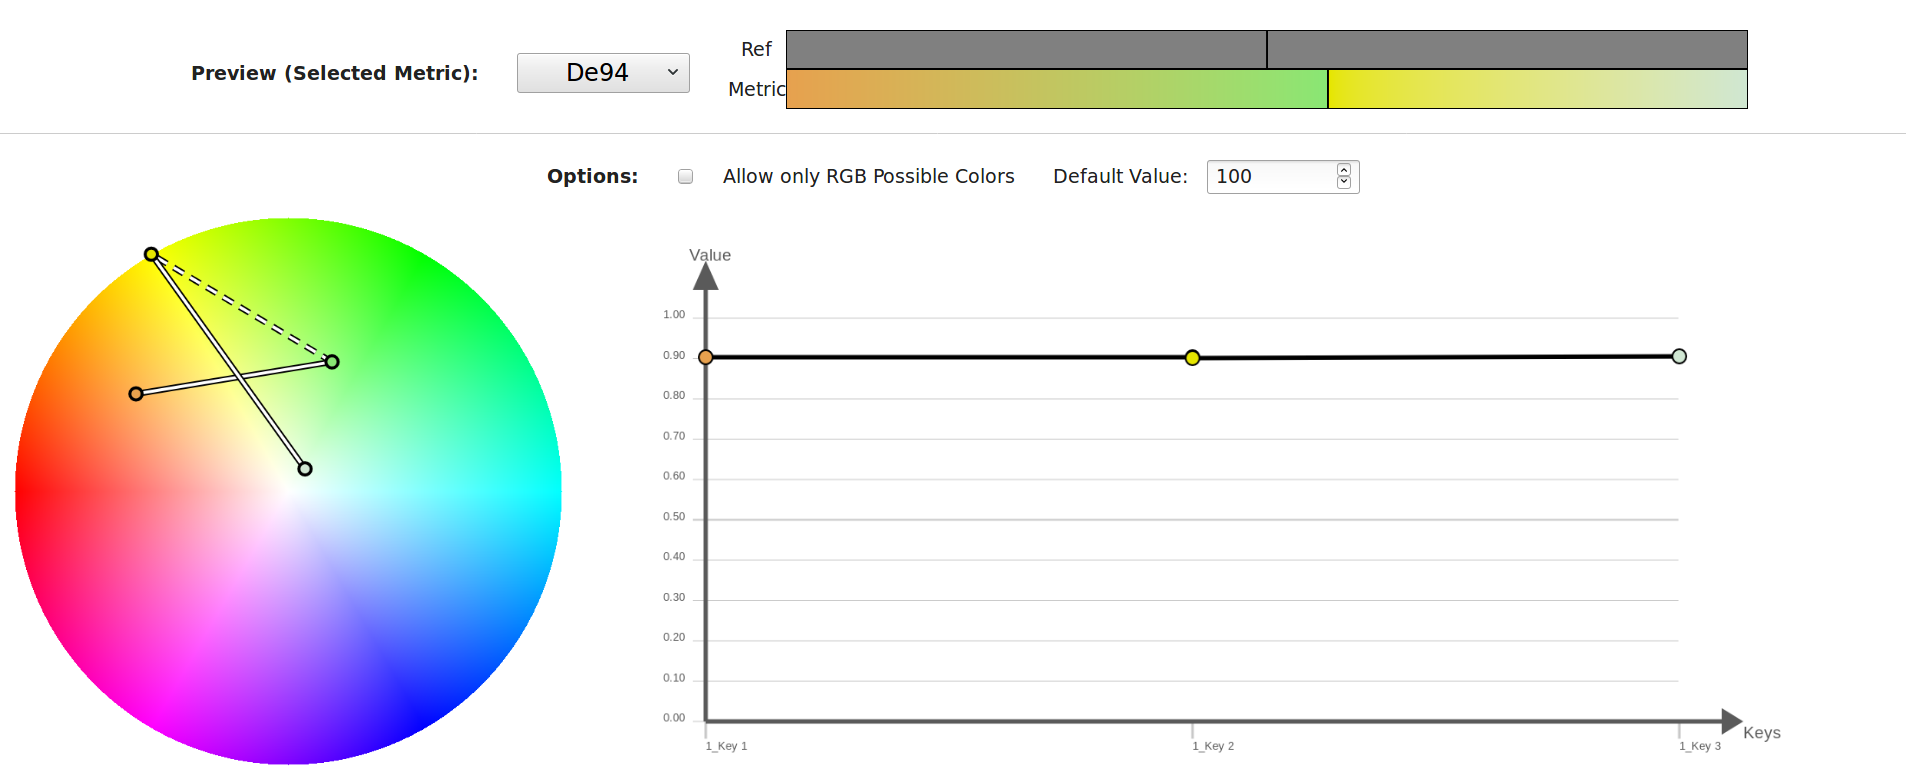 Preview (Selected Metric): De94
Ref
Metric
Options: Allow only RGB Possible Colors Default Value: 100
Value
1.00
0.90
0.80
0.70
0.60
0.50
0.40
0.30
0.20
0.10
0.00
1_Key 1 1_Key 2 1_Key 3
Keys